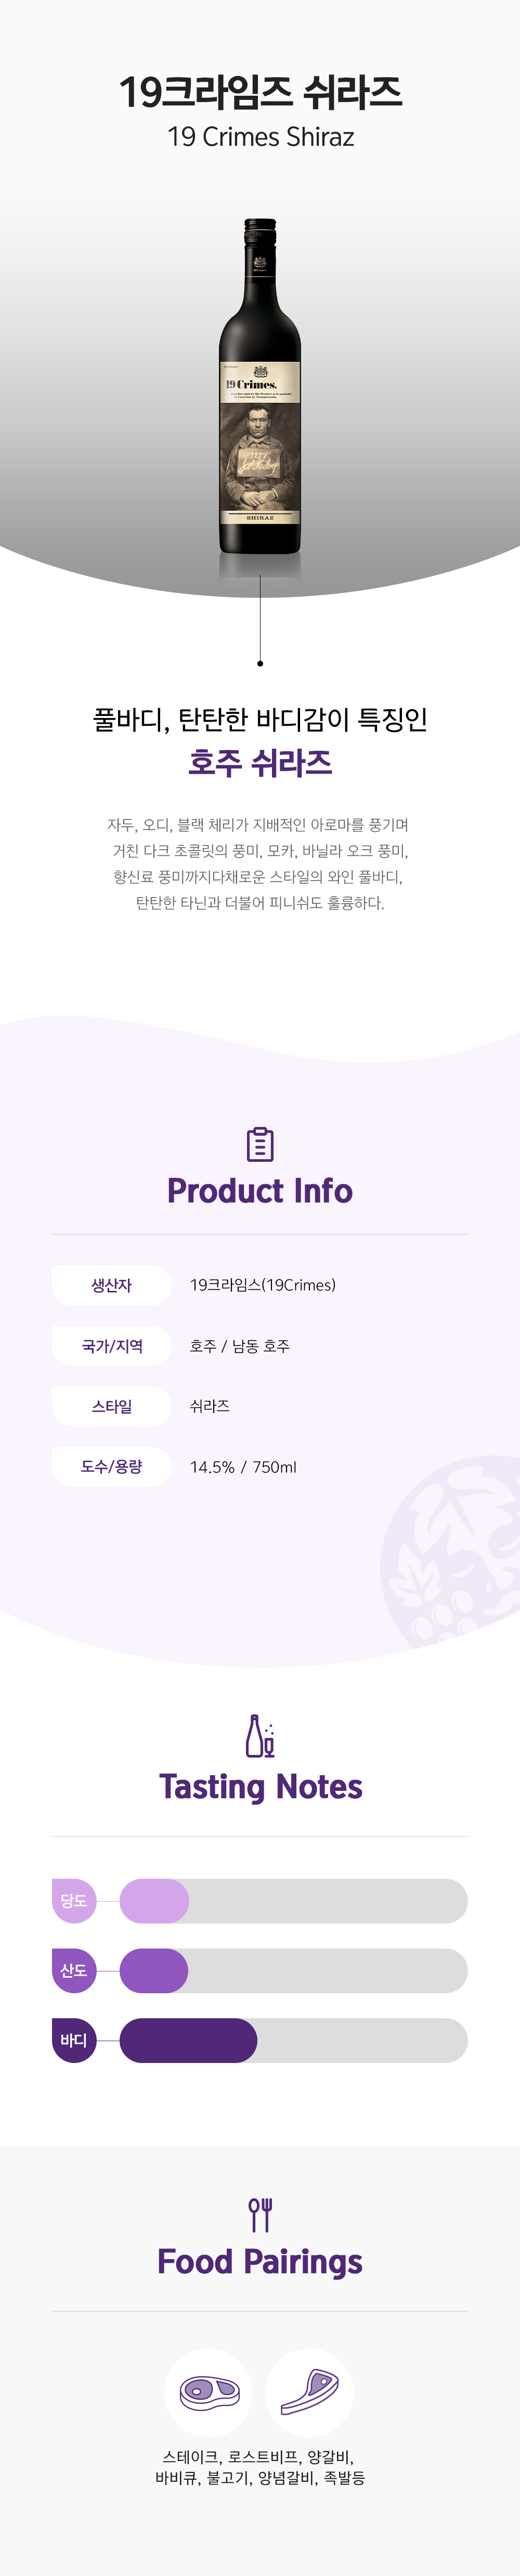 19크라임즈 쉬라즈
19 Crimes Shiraz
19 Crimes.
SHIRAZ
풀바디, 탄탄한 바디감이 특징인
호주 쉬라즈
자두, 오디, 블랙 체리가 지배적인 아로마를 풍기며
거친 다크 초콜릿의 풍미, 모카, 바닐라 오크 풍미,
향신료 풍미까지다채로운 스타일의 와인 풀바디,
탄탄한 타닌과 더불어 피니쉬도 훌륭하다.
Product Info
생산자 19크라임스(19Crimes)
국가/지역 호주 / 남동 호주
스타일 쉬라즈
도수/용량 14.5% / 750ml
Tasting Notes
당도
산도
바디
Food Pairings
스테이크, 로스트비프, 양갈비,
바비큐, 불고기, 양념갈비, 족발등